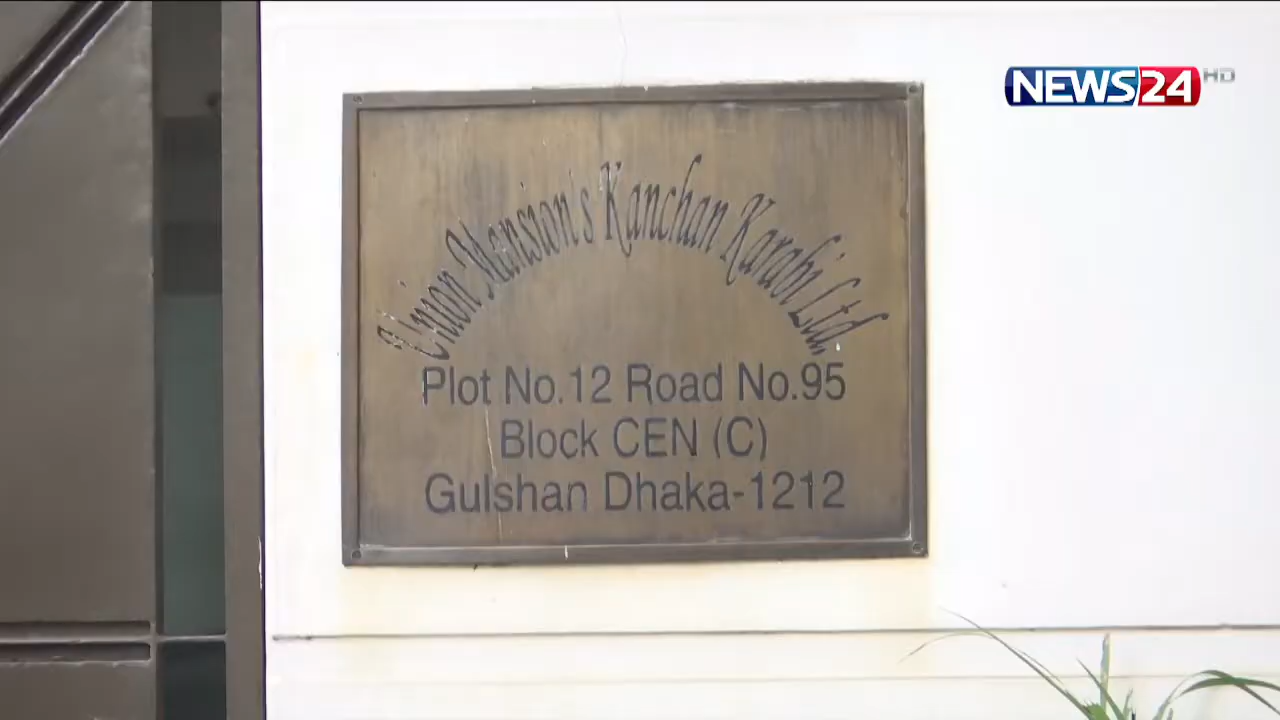 NEWS24 HD
Union Mansion's Kanchan Karabi Ltd.
Plot No.12 Road No.95
Block CEN (C)
Gulshan Dhaka-1212